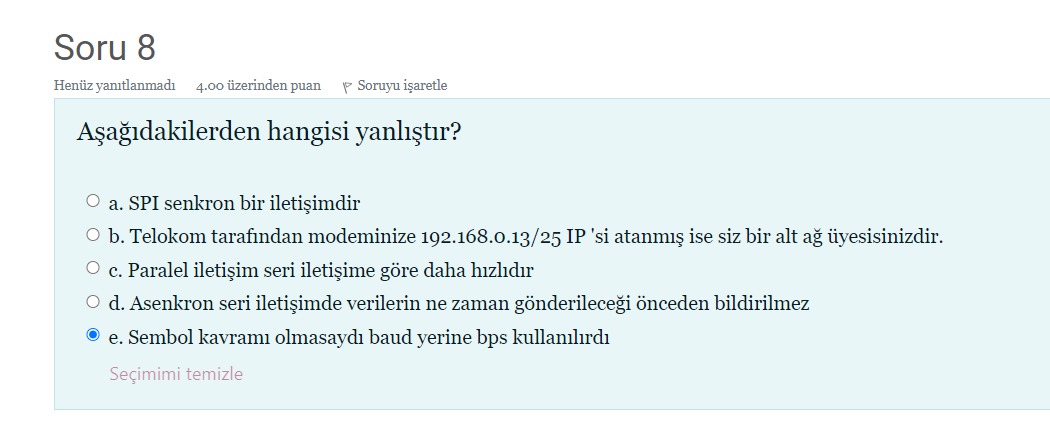 Soru 8
Henüz yanıtlanmadı 4.00 üzerinden puan Soruyu işaretle
Aşağıdakilerden hangisi yanlıştır?
a. SPI senkron bir iletişimdir
b. Telokom tarafından modeminize 192.168.0.13/25 IP 'si atanmış ise siz bir alt ağ üyesisinizdir.
c. Paralel iletişim seri iletişime göre daha hızlıdır
d. Asenkron seri iletişimde verilerin ne zaman gönderileceği önceden bildirilmez
e. Sembol kavramı olmasaydı baud yerine bps kullanılırdı
Seçimimi temizle